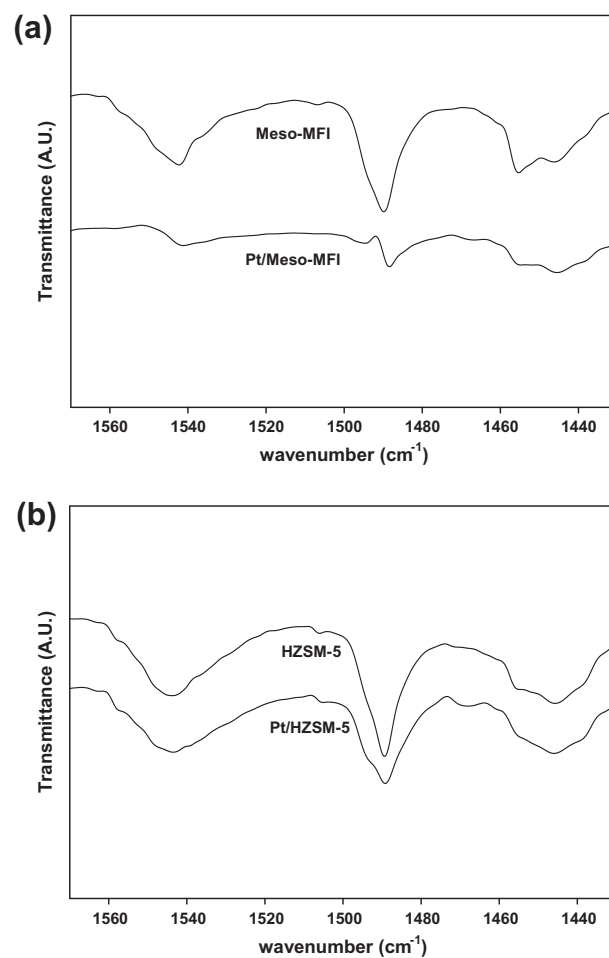 (a)
Meso-MFI
Pt/Meso-MFI
Transmittance (A.U.)
1560 1540 1520 1500 1480 1460 1440
wavenumber (cm-1)
(b)
HZSM-5
Pt/HZSM-5
Transmittance (A.U.)
1560 1540 1520 1500 1480 1460 1440
wavenumber (cm-1)